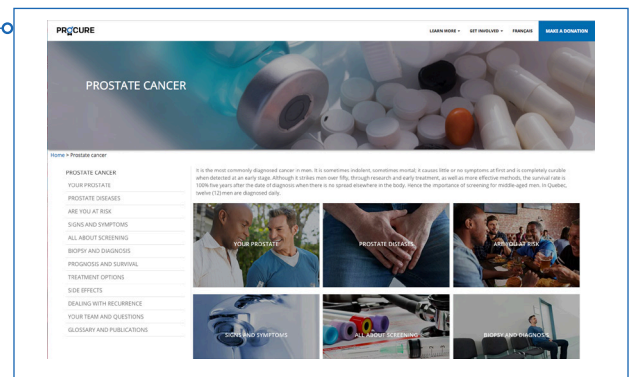 PROCURE
LEARN MORE
GET INVOLVED
FRANÇAIS
MAKE A DONATION
PROSTATE CANCER
Home > Prostate cancer
PROSTATE CANCER
YOUR PROSTATE
PROSTATE DISEASES
ARE YOU AT RISK
SIGNS AND SYMPTOMS
ALL ABOUT SCREENING
BIOPSY AND DIAGNOSIS
PROGNOSIS AND SURVIVAL
TREATMENT OPTIONS
SIDE EFFECTS
DEALING WITH RECURRENCE
YOUR TEAM AND QUESTIONS
GLOSSARY AND PUBLICATIONS
It is the most commonly diagnosed cancer in men. It is sometimes indolent, sometimes mortal; it causes little or no symptoms at first and is completely curable
when detected at an early stage. Although it strikes men over fifty, through research and early treatment, as well as more effective methods, the survival rate is
100% five years after the date of diagnosis when there is no spread elsewhere in the body. Hence the importance of screening for middle-aged men. In Quebec,
twelve (12) men are diagnosed daily.
YOUR PROSTATE
PROSTATE DISEASES
ARE YOU AT RISK
SIGNS AND SYMPTOMS
ALL ABOUT SCREENING
BIOPSY AND DIAGNOSIS